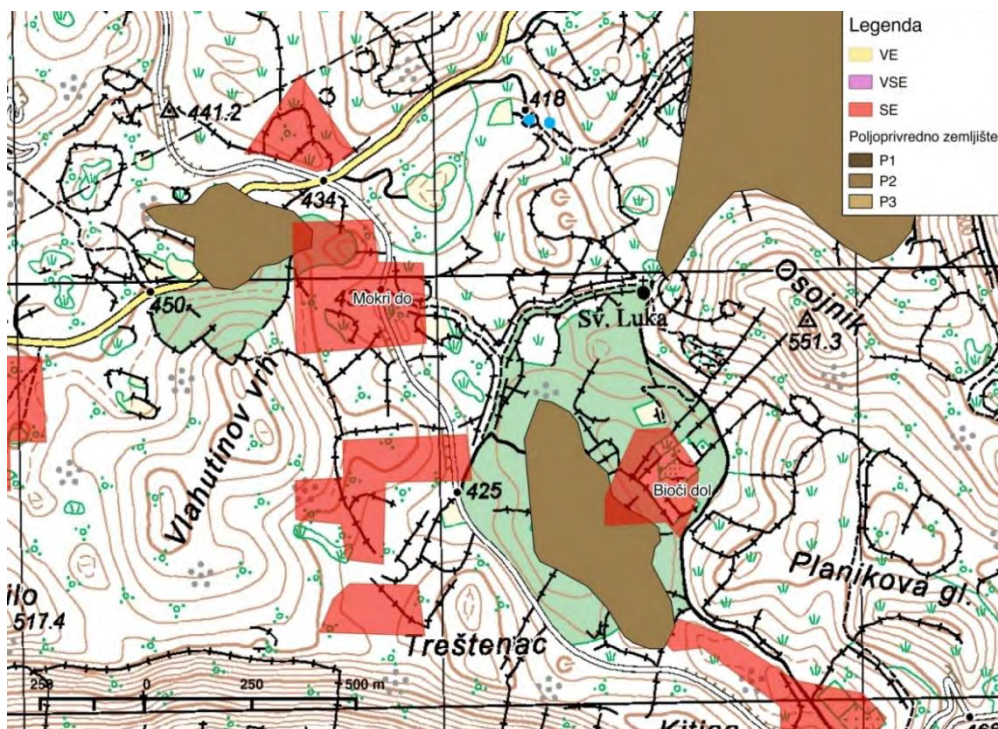 Legenda
VE
VSE
SE
Poljoprivredno zemljište
P1
P2
P3
441.2
418
434
450
Mokri do
Osojnik
551.3
Sv. Luka
Vlahutinov vrh
425
Bioči dol
Planikova gl.
ilo
517.4
Treštenac
250 0 250 500 m